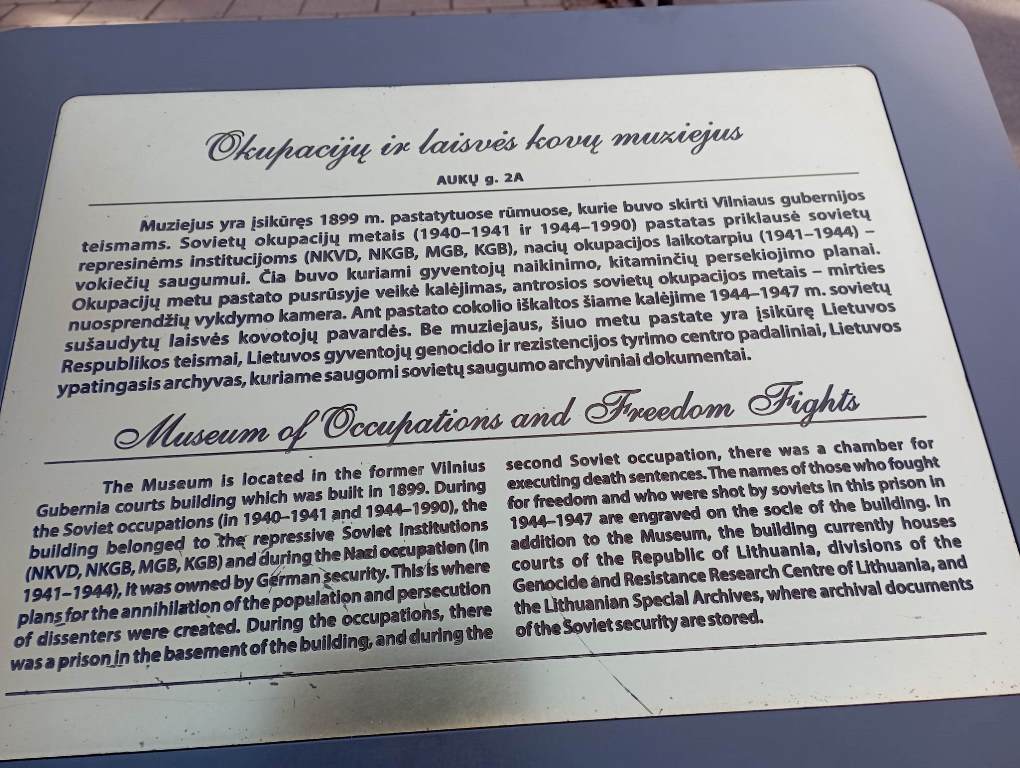 Okupacijų ir laisvės kovų muziejus
AUKŲ g. 2A
Muziejus yra įsikūręs 1899 m. pastatytuose rūmuose, kurie buvo skirti Vilniaus gubernijos
teismams. Sovietų okupacijų metais (1940–1941 ir 1944–1990) pastatas priklausė sovietų
represinėms institucijoms (NKVD, NKGB, MGB, KGB), nacių okupacijos laikotarpiu (1941–1944) –
vokiečių saugumui. Čia buvo kuriami gyventojų naikinimo, kitaminčių persekiojimo planai.
Okupacijų metu pastato pusrūsyje veikė kalėjimas, antrosios sovietų okupacijos metais – mirties
nuosprendžių vykdymo kamera. Ant pastato cokolio iškaltos šiame kalėjime 1944–1947 m. sovietų
sušaudytų laisvės kovotojų pavardės. Be muziejaus, šiuo metu pastate yra įsikūrę Lietuvos
Respublikos teismai, Lietuvos gyventojų genocido ir rezistencijos tyrimo centro padaliniai, Lietuvos
ypatingasis archyvas, kuriame saugomi sovietų saugumo archyviniai dokumentai.
Museum of Occupations and Freedom Fights
The Museum is located in the former Vilnius
Gubernia courts building which was built in 1899. During
the Soviet occupations (in 1940–1941 and 1944–1990), the
building belonged to the repressive Soviet institutions
(NKVD, NKGB, MGB, KGB) and during the Nazi occupation (in
1941–1944), it was owned by German security. This is where
plans for the annihilation of the population and persecution
of dissenters were created. During the occupations, there
was a prison in the basement of the building, and during the
second Soviet occupation, there was a chamber for
executing death sentences. The names of those who fought
for freedom and who were shot by soviets in this prison in
1944–1947 are engraved on the socle of the building. In
addition to the Museum, the building currently houses
courts of the Republic of Lithuania, divisions of the
Genocide and Resistance Research Centre of Lithuania, and
the Lithuanian Special Archives, where archival documents
of the Soviet security are stored.